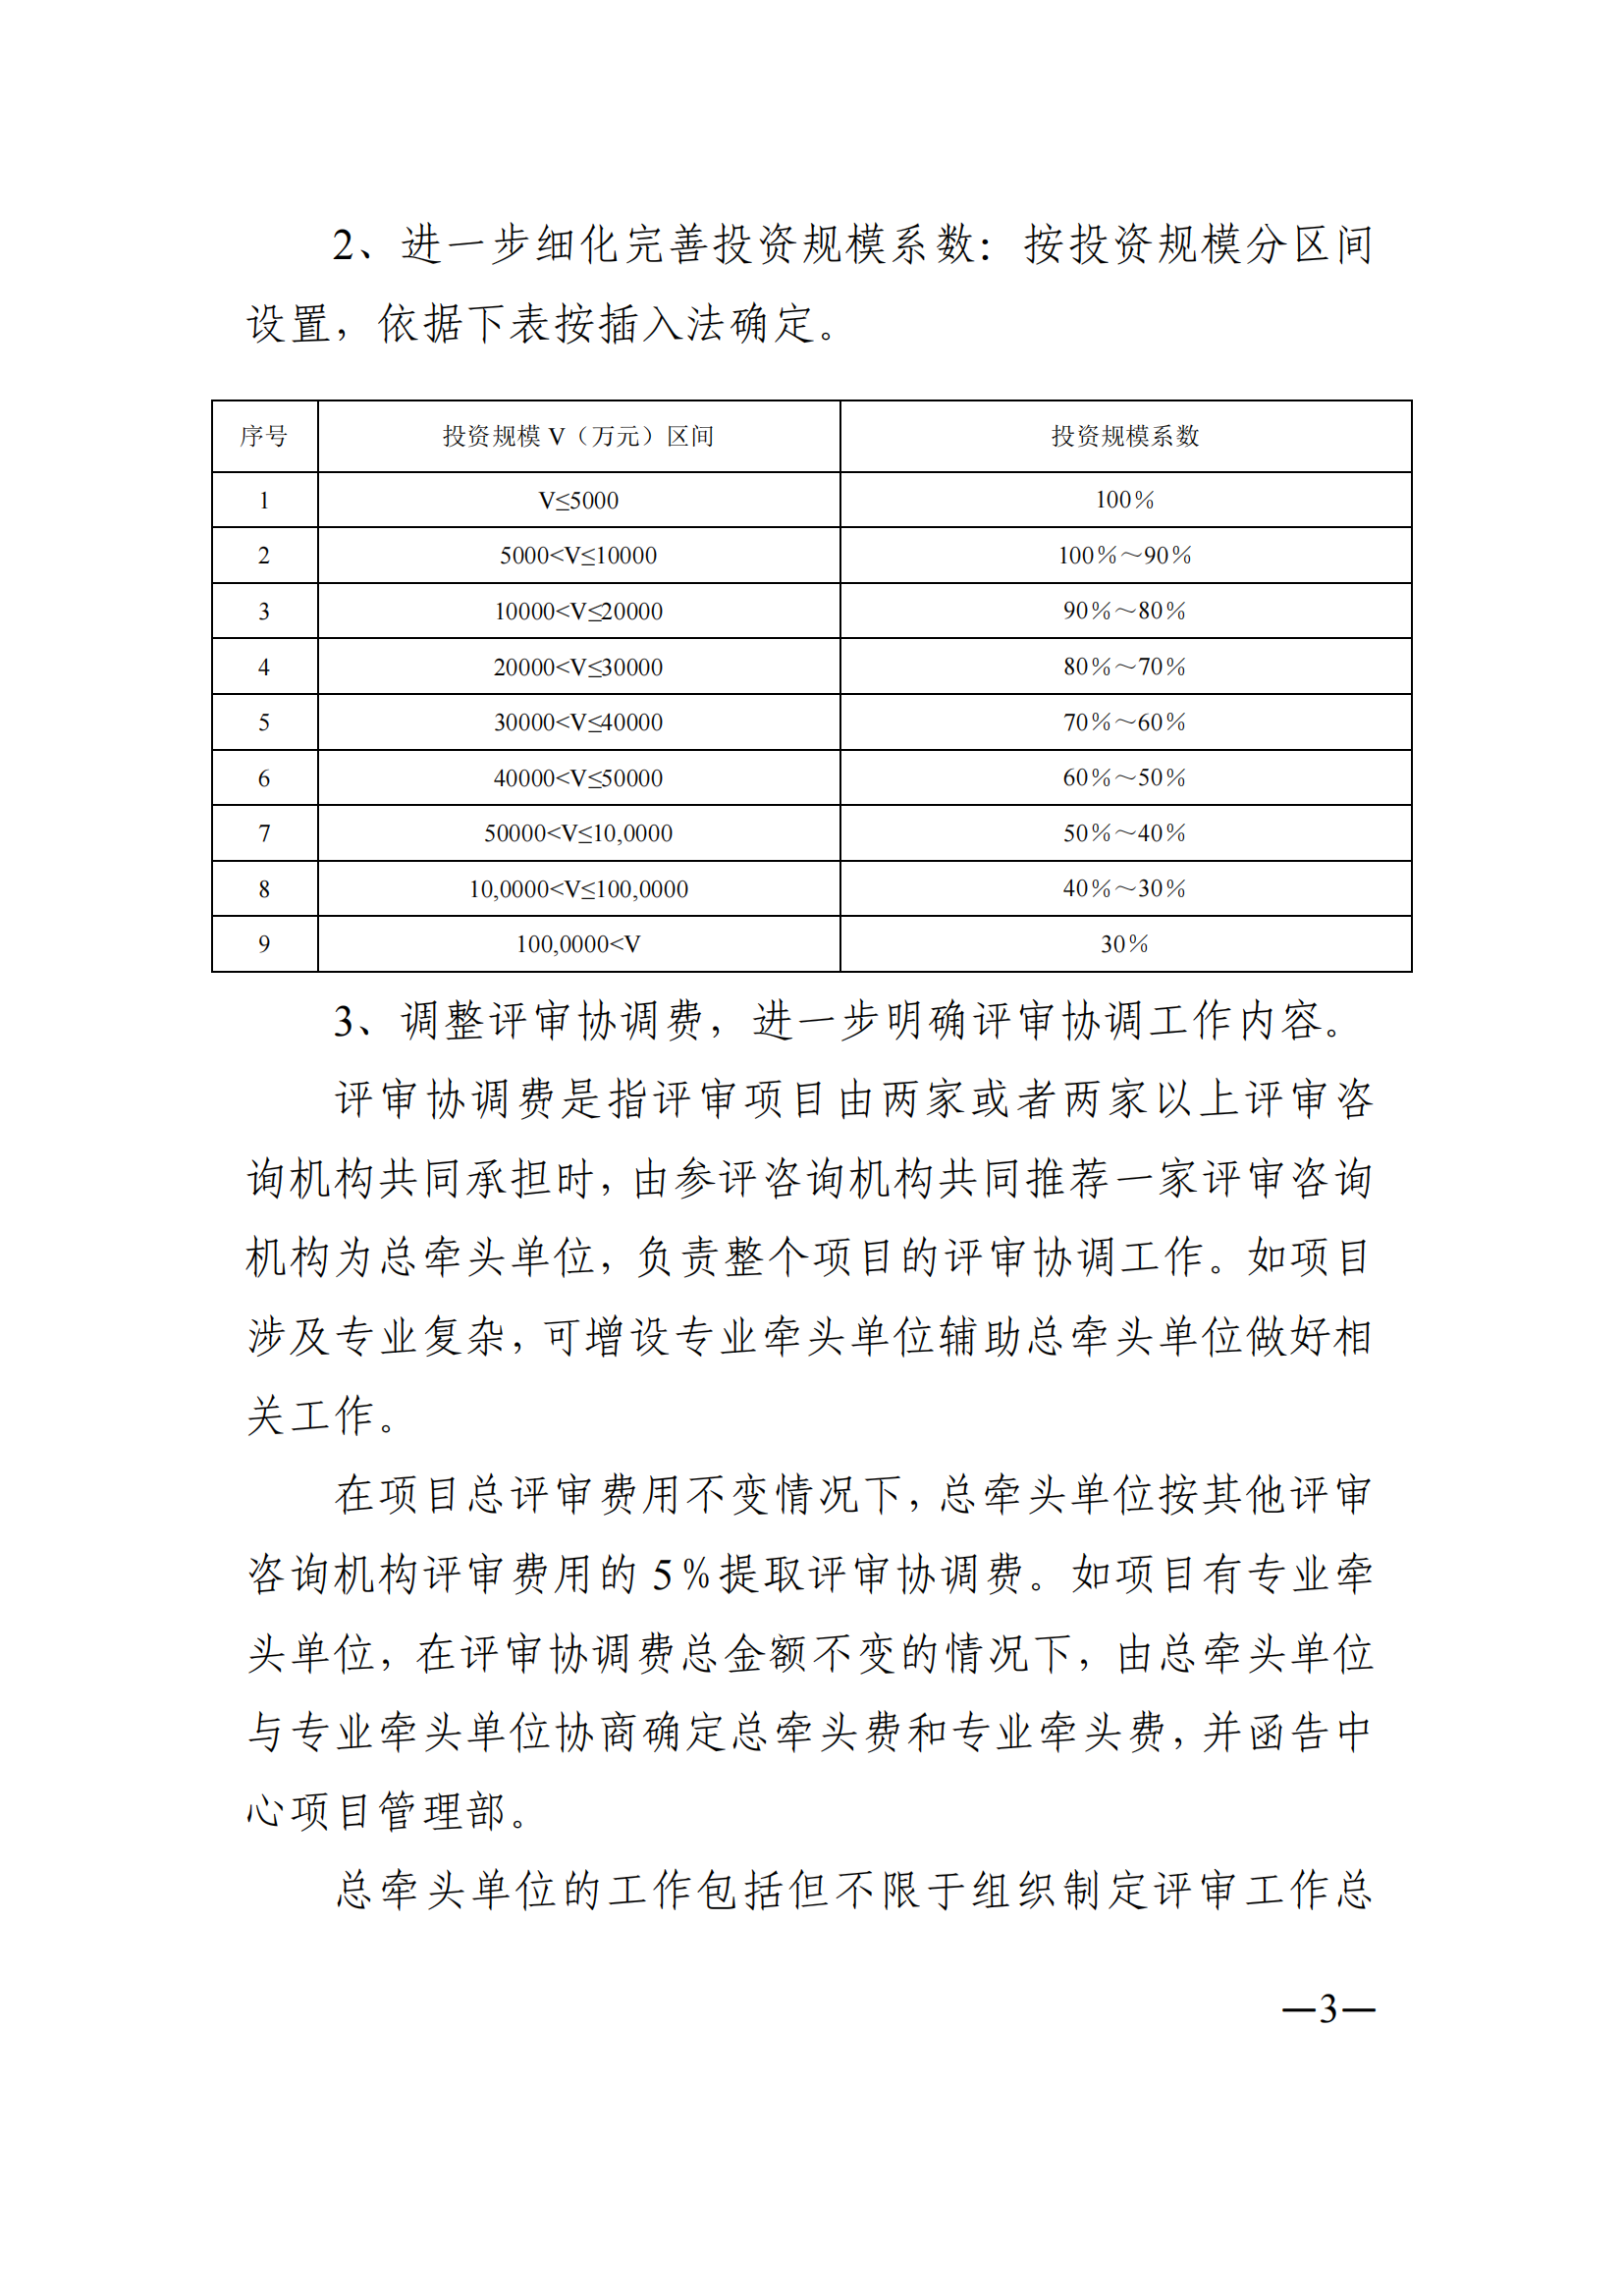 2、进一步细化完善投资规模系数：按投资规模分区间
设置，依据下表按插入法确定。
序号 投资规模 V（万元）区间 投资规模系数
1 V≤5000 100％
2 5000<V≤10000 100％～90％
3 10000<V≤20000 90％～80％
4 20000<V≤30000 80％～70％
5 30000<V≤40000 70％～60％
6 40000<V≤50000 60％～50％
7 50000<V≤10,0000 50％～40％
8 10,0000<V≤100,0000 40％～30％
9 100,0000<V 30％
3、调整评审协调费，进一步明确评审协调工作内容。
评审协调费是指评审项目由两家或者两家以上评审咨
询机构共同承担时，由参评咨询机构共同推荐一家评审咨询
机构为总牵头单位，负责整个项目的评审协调工作。如项目
涉及专业复杂，可增设专业牵头单位辅助总牵头单位做好相
关工作。
在项目总评审费用不变情况下，总牵头单位按其他评审
咨询机构评审费用的 5％提取评审协调费。如项目有专业牵
头单位，在评审协调费总金额不变的情况下，由总牵头单位
与专业牵头单位协商确定总牵头费和专业牵头费，并函告中
心项目管理部。
总牵头单位的工作包括但不限于组织制定评审工作总
—3—